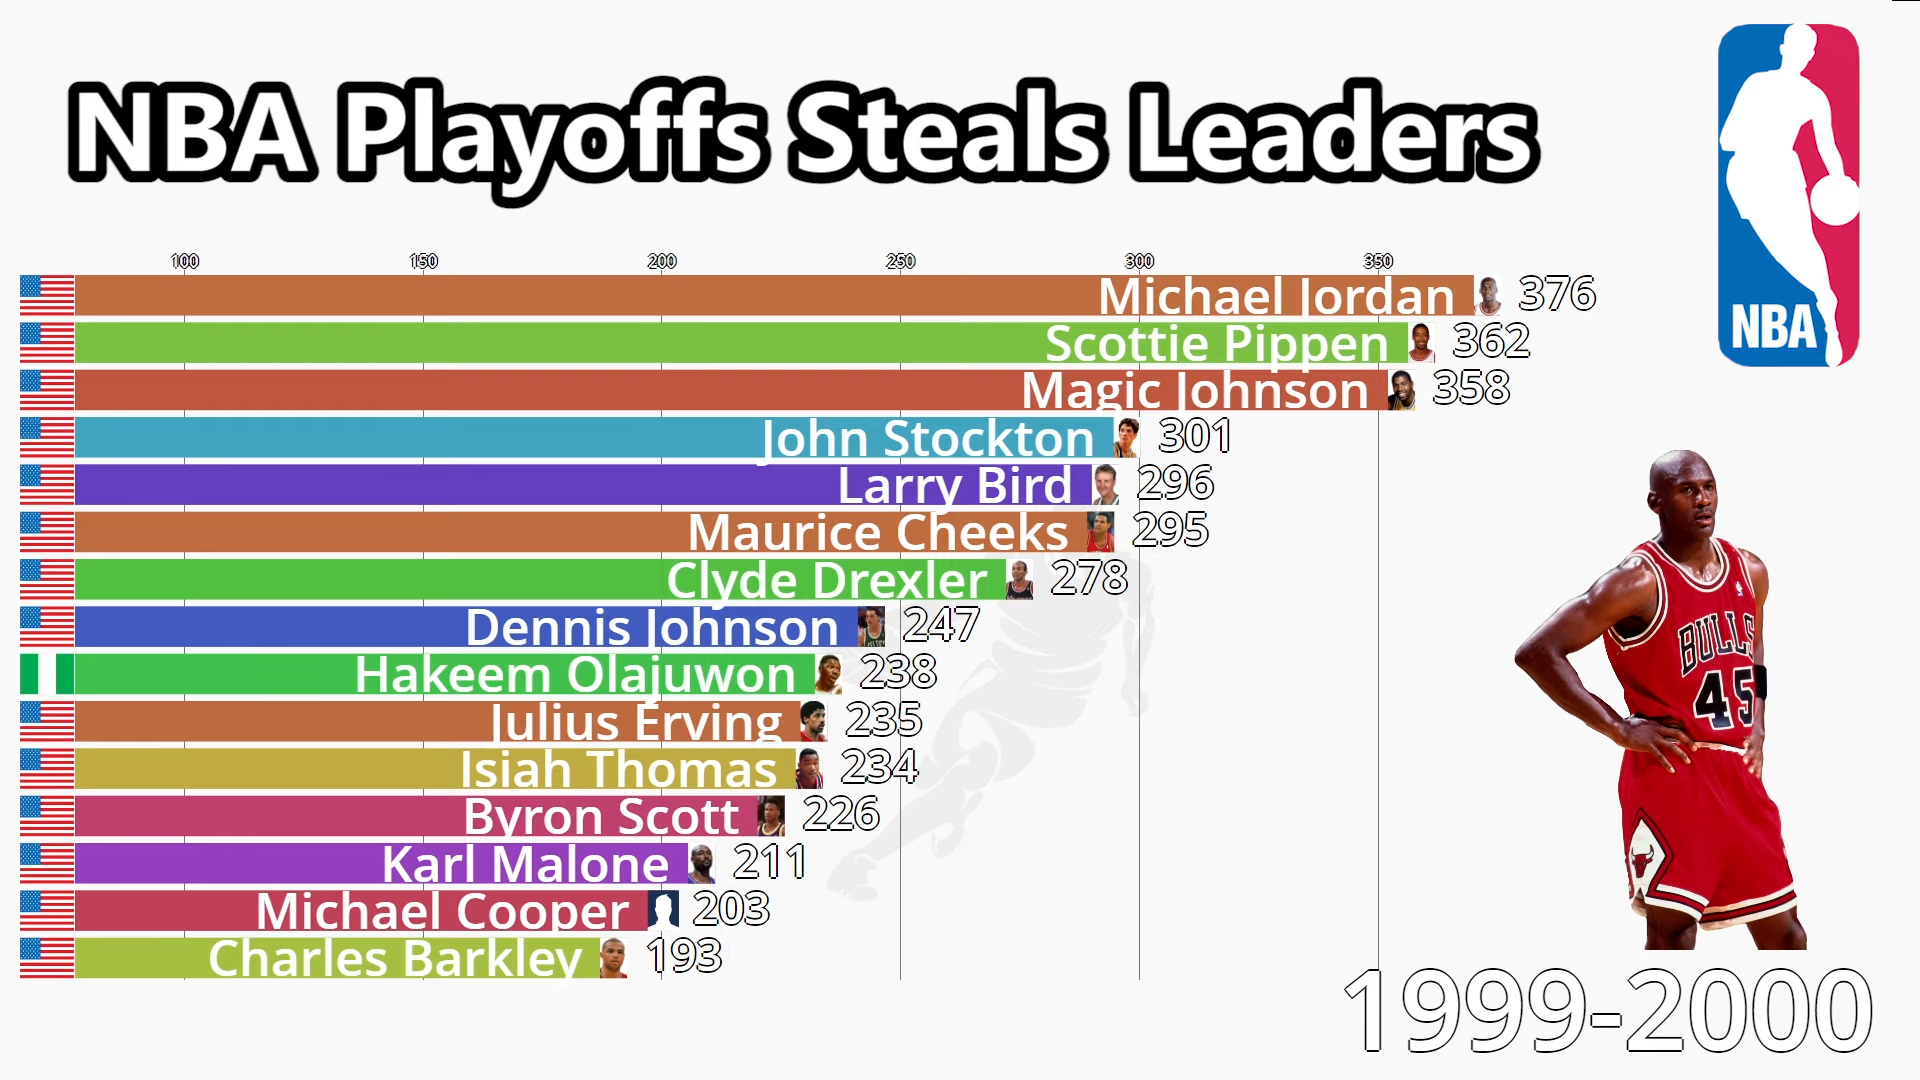 NBA Playoffs Steals Leaders
NBA
100 150 200 250 300 350
Michael Jordan 376
Scottie Pippen 362
Magic Johnson 358
John Stockton 301
Larry Bird 296
Maurice Cheeks 295
Clyde Drexler 278
Dennis Johnson 247
Hakeem Olajuwon 238
Julius Erving 235
Isiah Thomas 234
Byron Scott 226
Karl Malone 211
Michael Cooper 203
Charles Barkley 193
BULLS
45
1999-2000